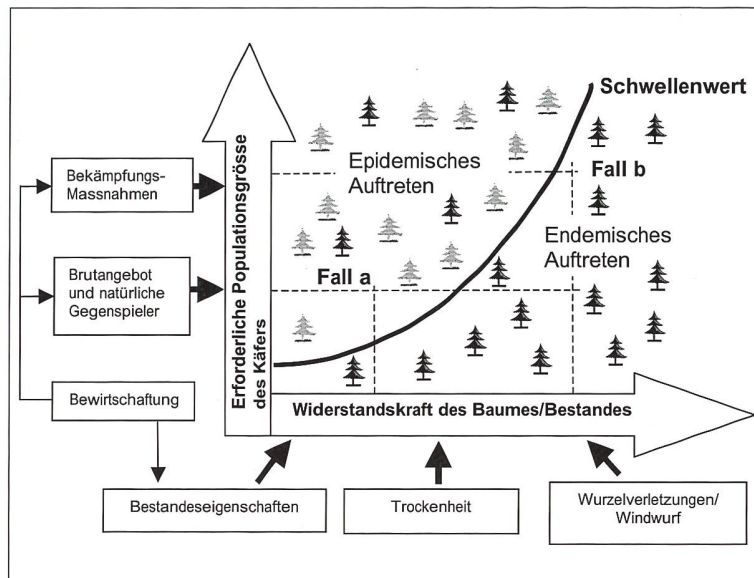 Schwellenwert
Epidemisches
Auftreten
Fall b
Endemisches
Auftreten
Fall a
Erforderliche Populationsgrösse
des Käfers
Bekämpfungs-
Massnahmen
Brutangebot
und natürliche
Gegenspieler
Bewirtschaftung
Widerstandskraft des Baumes/Bestandes
Bestandeseigenschaften
Trockenheit
Wurzelverletzungen/
Windwurf